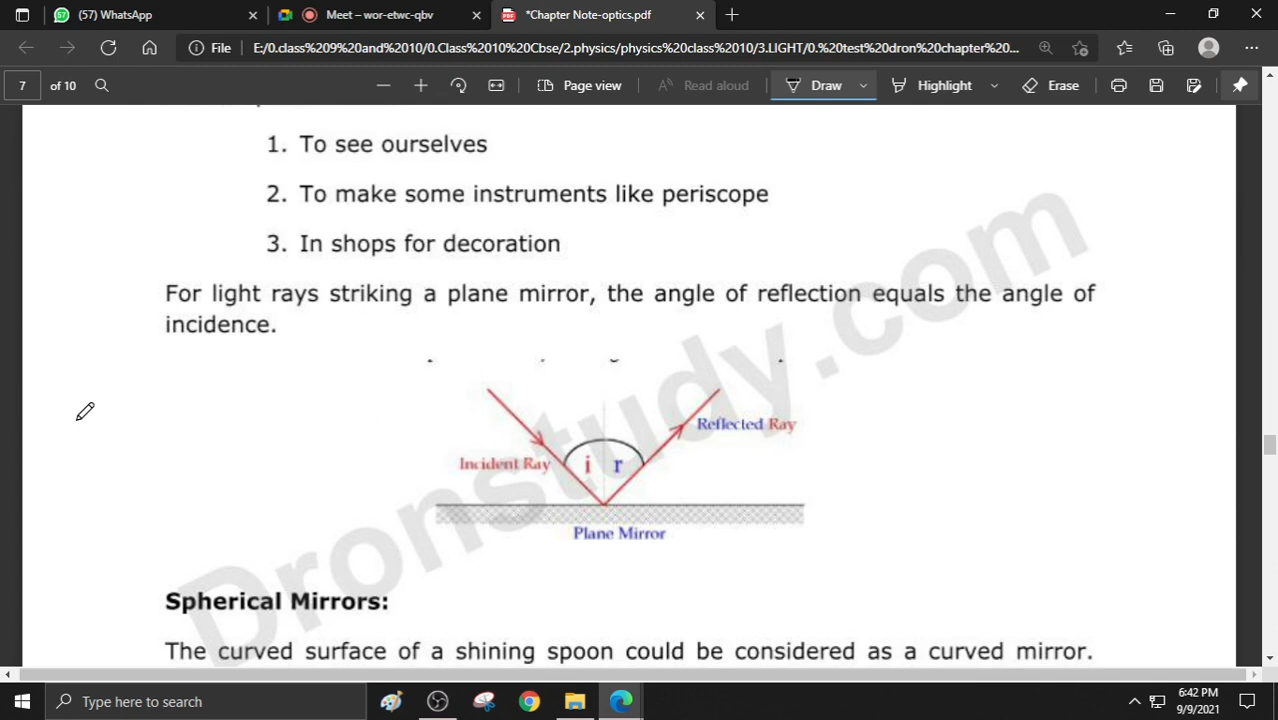 (57) WhatsApp
Meet – wor-etwc-qbv
*Chapter Note-optics.pdf
File
E:/0.class%209%20and%2010/0.Class%2010%20Cbse/2.physics/physics%20class%2010/3.LIGHT/0.%20test%20dron%20chapter%20...
7 of 10
Page view
Read aloud
Draw
Highlight
Erase
1. To see ourselves
2. To make some instruments like periscope
3. In shops for decoration
For light rays striking a plane mirror, the angle of reflection equals the angle of
incidence.
Reflected Ray
Incident Ray
i r
Plane Mirror
Dronstudy.com
Spherical Mirrors:
The curved surface of a shining spoon could be considered as a curved mirror.
Type here to search
6:42 PM
9/9/2021